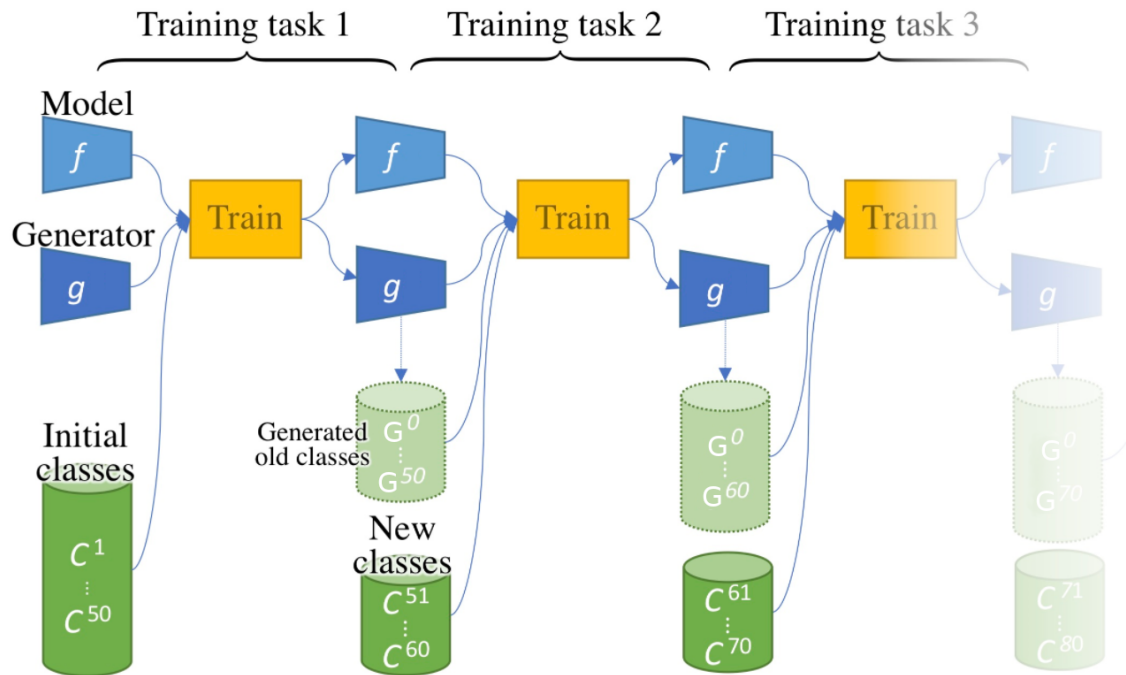 Training task 1
Training task 2
Training task 3
Model
f
f
f
f
Train
Train
Train
Generator
g
g
g
g
Initial
classes
C¹
⋮
C⁵⁰
Generated
old classes
G⁰
⋮
G⁵⁰
G⁰
⋮
G⁶⁰
G⁰
⋮
G⁷⁰
New
classes
C⁵¹
⋮
C⁶⁰
C⁶¹
⋮
C⁷⁰
C⁷¹
⋮
C⁸⁰